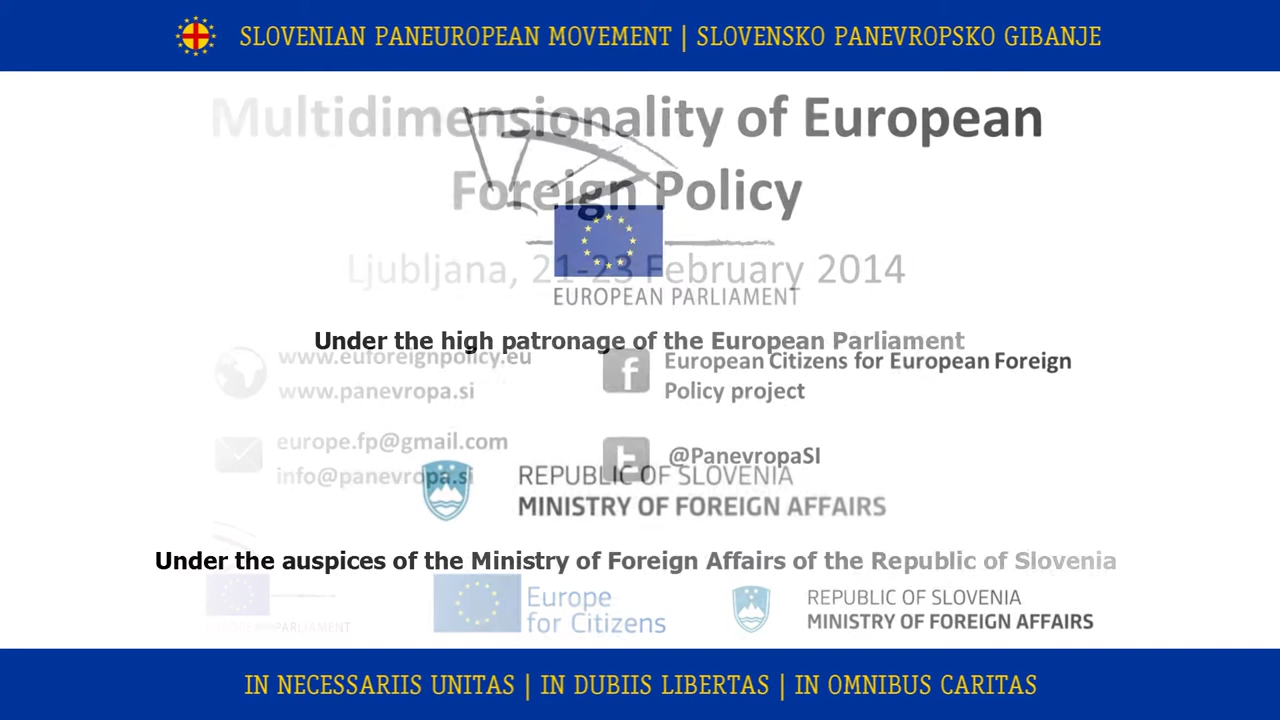 SLOVENIAN PANEUROPEAN MOVEMENT | SLOVENSKO PANEVROPSKO GIBANJE
Multidimensionality of European
Foreign Policy
Ljubljana, 21-23 February 2014
EUROPEAN PARLIAMENT
Under the high patronage of the European Parliament
www.euforeignpolicy.eu
European Citizens for European Foreign
www.panevropa.si
Policy project
europe.fp@gmail.com
@PanevropaSI
info@panevropa.si
REPUBLIC OF SLOVENIA
MINISTRY OF FOREIGN AFFAIRS
Under the auspices of the Ministry of Foreign Affairs of the Republic of Slovenia
EUROPEAN PARLIAMENT
Europe
for Citizens
REPUBLIC OF SLOVENIA
MINISTRY OF FOREIGN AFFAIRS
IN NECESSARIIS UNITAS | IN DUBIIS LIBERTAS | IN OMNIBUS CARITAS